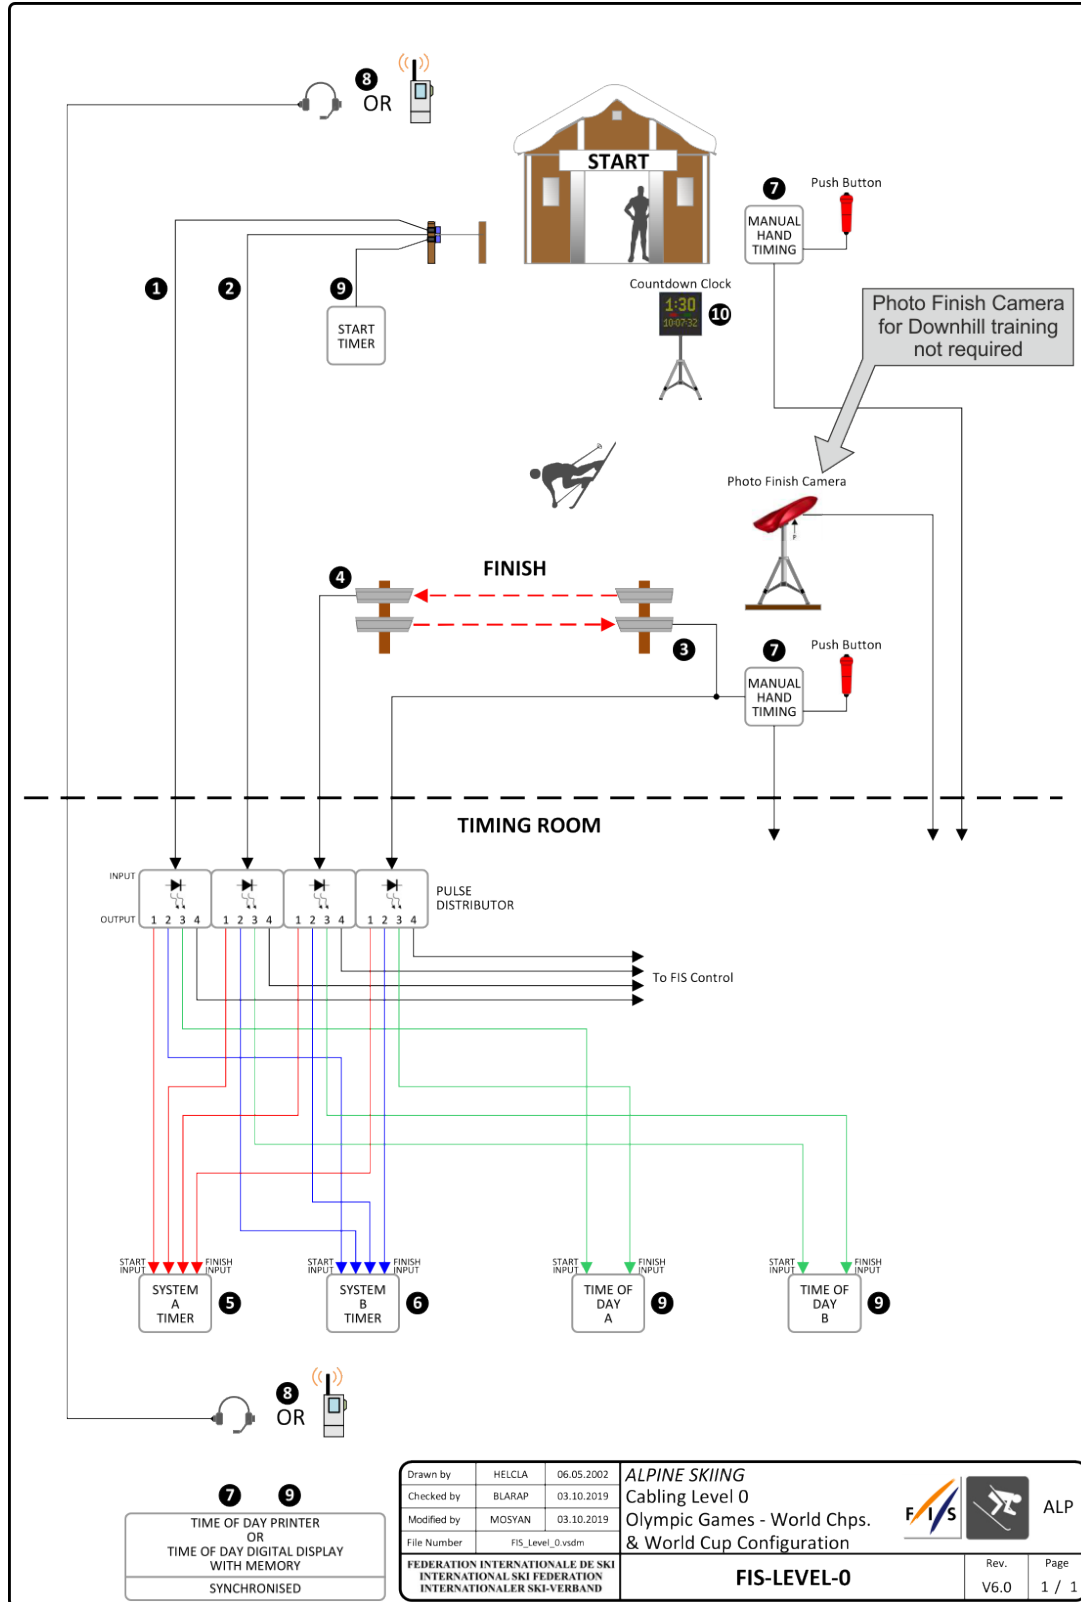 8
OR
START
7
Push Button
MANUAL
HAND
TIMING
1
2
9
START
TIMER
Countdown Clock
1:30
10:07:32
10
Photo Finish Camera
for Downhill training
not required
Photo Finish Camera
P
FINISH
4
3
7
Push Button
MANUAL
HAND
TIMING
TIMING ROOM
INPUT
OUTPUT
1 2 3 4 1 2 3 4 1 2 3 4 1 2 3 4
PULSE
DISTRIBUTOR
To FIS Control
START
INPUT
FINISH
INPUT
SYSTEM
A
TIMER
5
START
INPUT
FINISH
INPUT
SYSTEM
B
TIMER
6
START
INPUT
FINISH
INPUT
TIME OF
DAY
A
9
START
INPUT
FINISH
INPUT
TIME OF
DAY
B
9
8
OR
7 9
TIME OF DAY PRINTER
OR
TIME OF DAY DIGITAL DISPLAY
WITH MEMORY
SYNCHRONISED
Drawn by HELCLA 06.05.2002
Checked by BLARAP 03.10.2019
Modified by MOSYAN 03.10.2019
File Number FIS_Level_0.vsdm
ALPINE SKIING
Cabling Level 0
Olympic Games - World Chps.
& World Cup Configuration
FIS
ALP
FEDERATION INTERNATIONALE DE SKI
INTERNATIONAL SKI FEDERATION
INTERNATIONALER SKI-VERBAND
FIS-LEVEL-0
Rev.
V6.0
Page
1 / 1